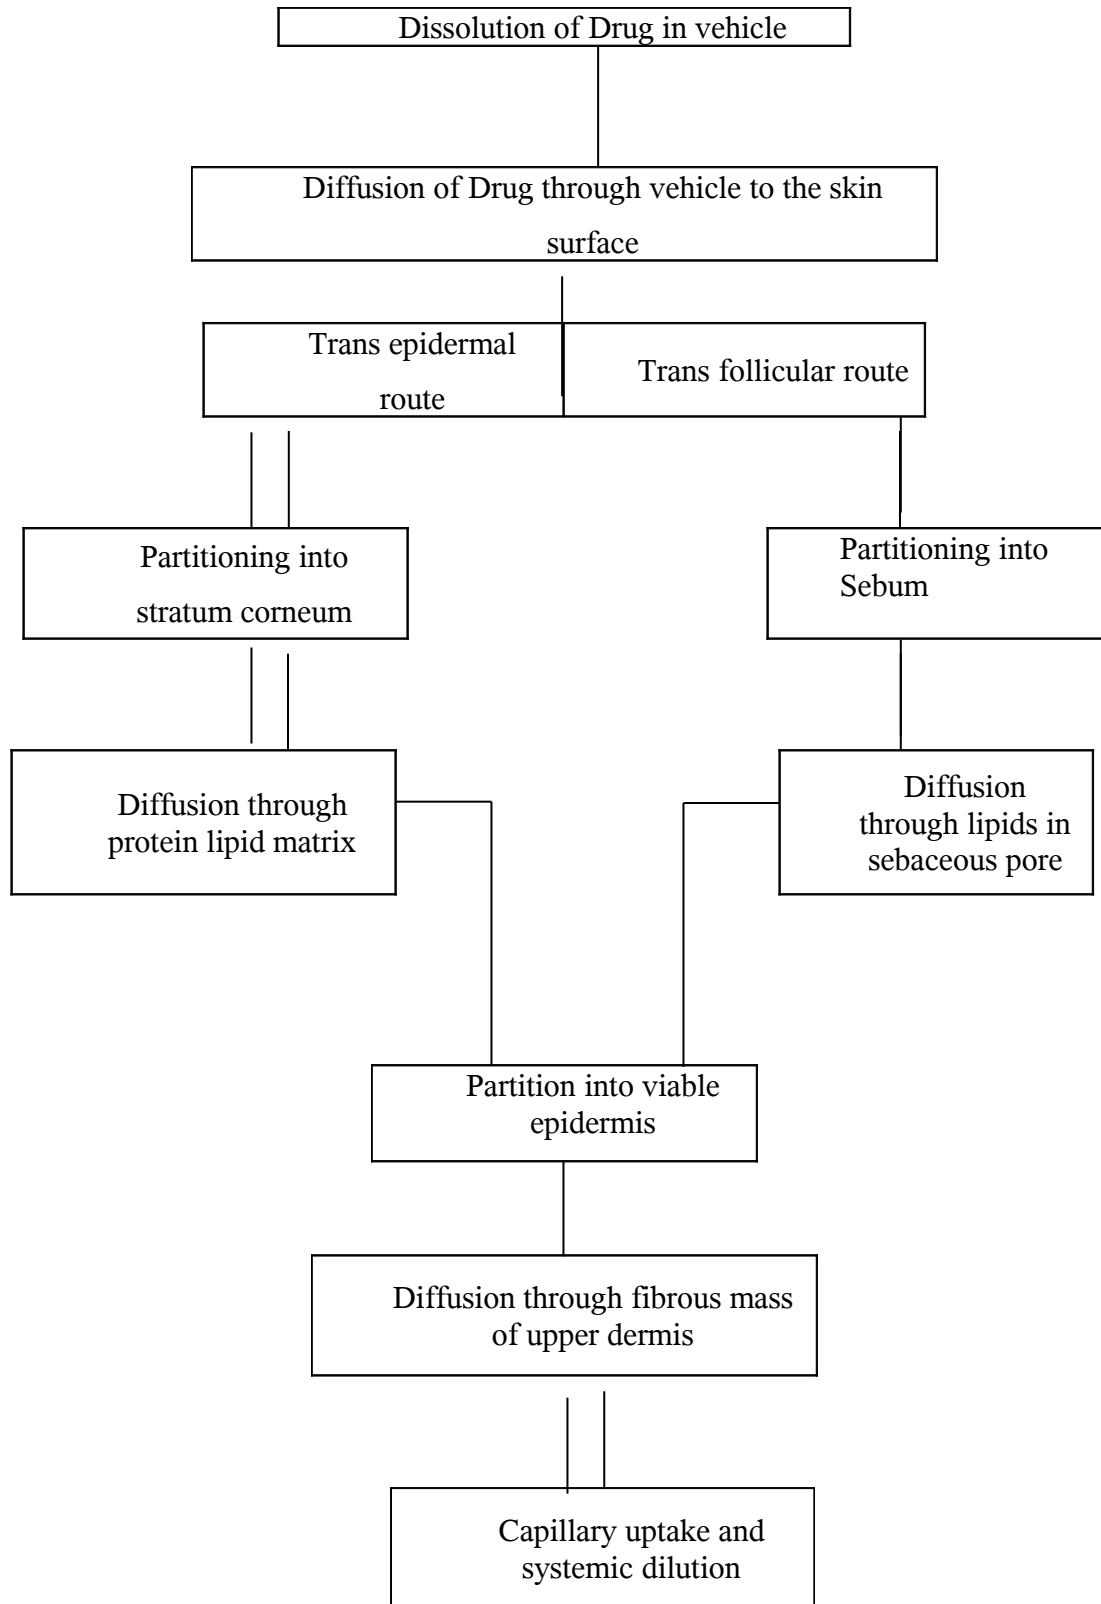 Dissolution of Drug in vehicle
Diffusion of Drug through vehicle to the skin
surface
Trans epidermal
route
Trans follicular route
Partitioning into
stratum corneum
Partitioning into
Sebum
Diffusion through
protein lipid matrix
Diffusion
through lipids in
sebaceous pore
Partition into viable
epidermis
Diffusion through fibrous mass
of upper dermis
Capillary uptake and
systemic dilution